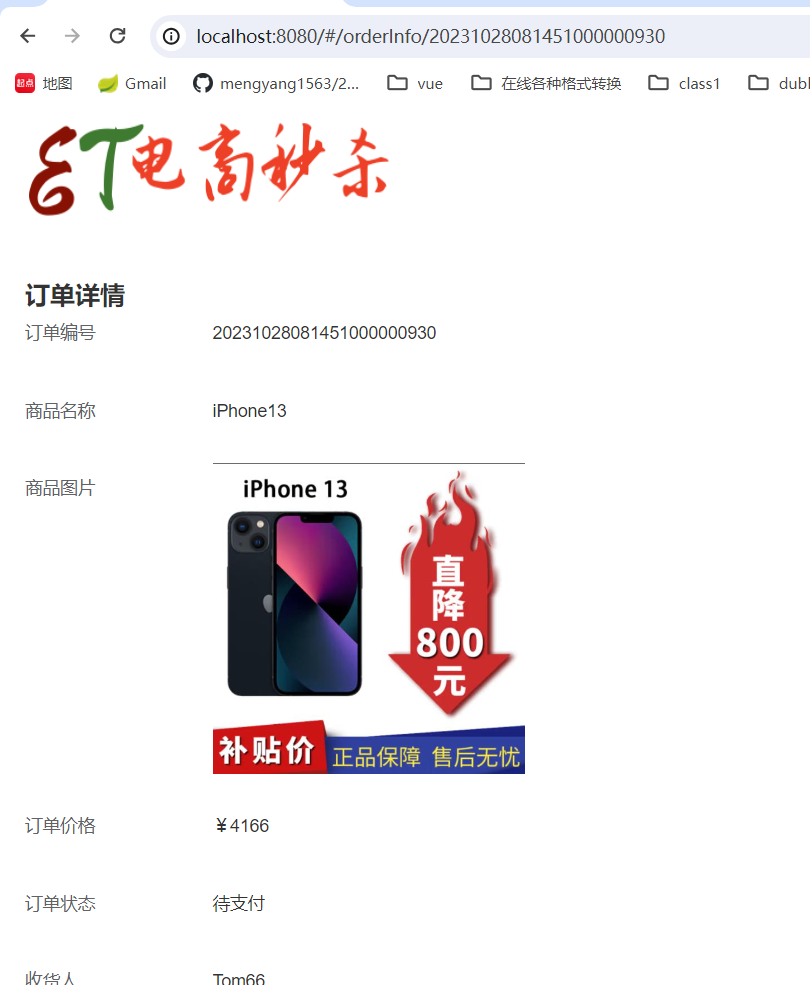 localhost:8080/#/orderInfo/20231028081451000000930
起点 地图 Gmail mengyang1563/2... vue 在线各种格式转换 class1 dubl
ET电商秒杀
订单详情
订单编号 20231028081451000000930
商品名称 iPhone13
商品图片
iPhone 13
直
降
800
元
补贴价 正品保障 售后无忧
订单价格 ￥4166
订单状态 待支付
收货人 Tom66